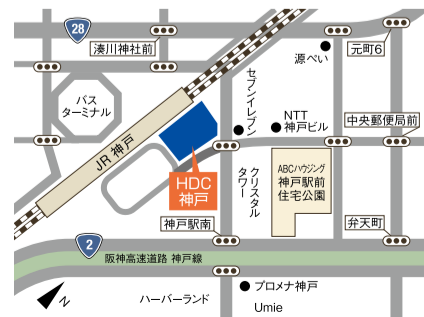 28
湊川神社前
元町6
源ぺい
バス
ターミナル
セブンイレブン
NTT
神戸ビル
中央郵便局前
JR 神戸
HDC
神戸
クリスタル
タワー
ABCハウジング
神戸駅前
住宅公園
神戸駅南
弁天町
2
阪神高速道路 神戸線
N
ハーバーランド
プロメナ神戸
Umie